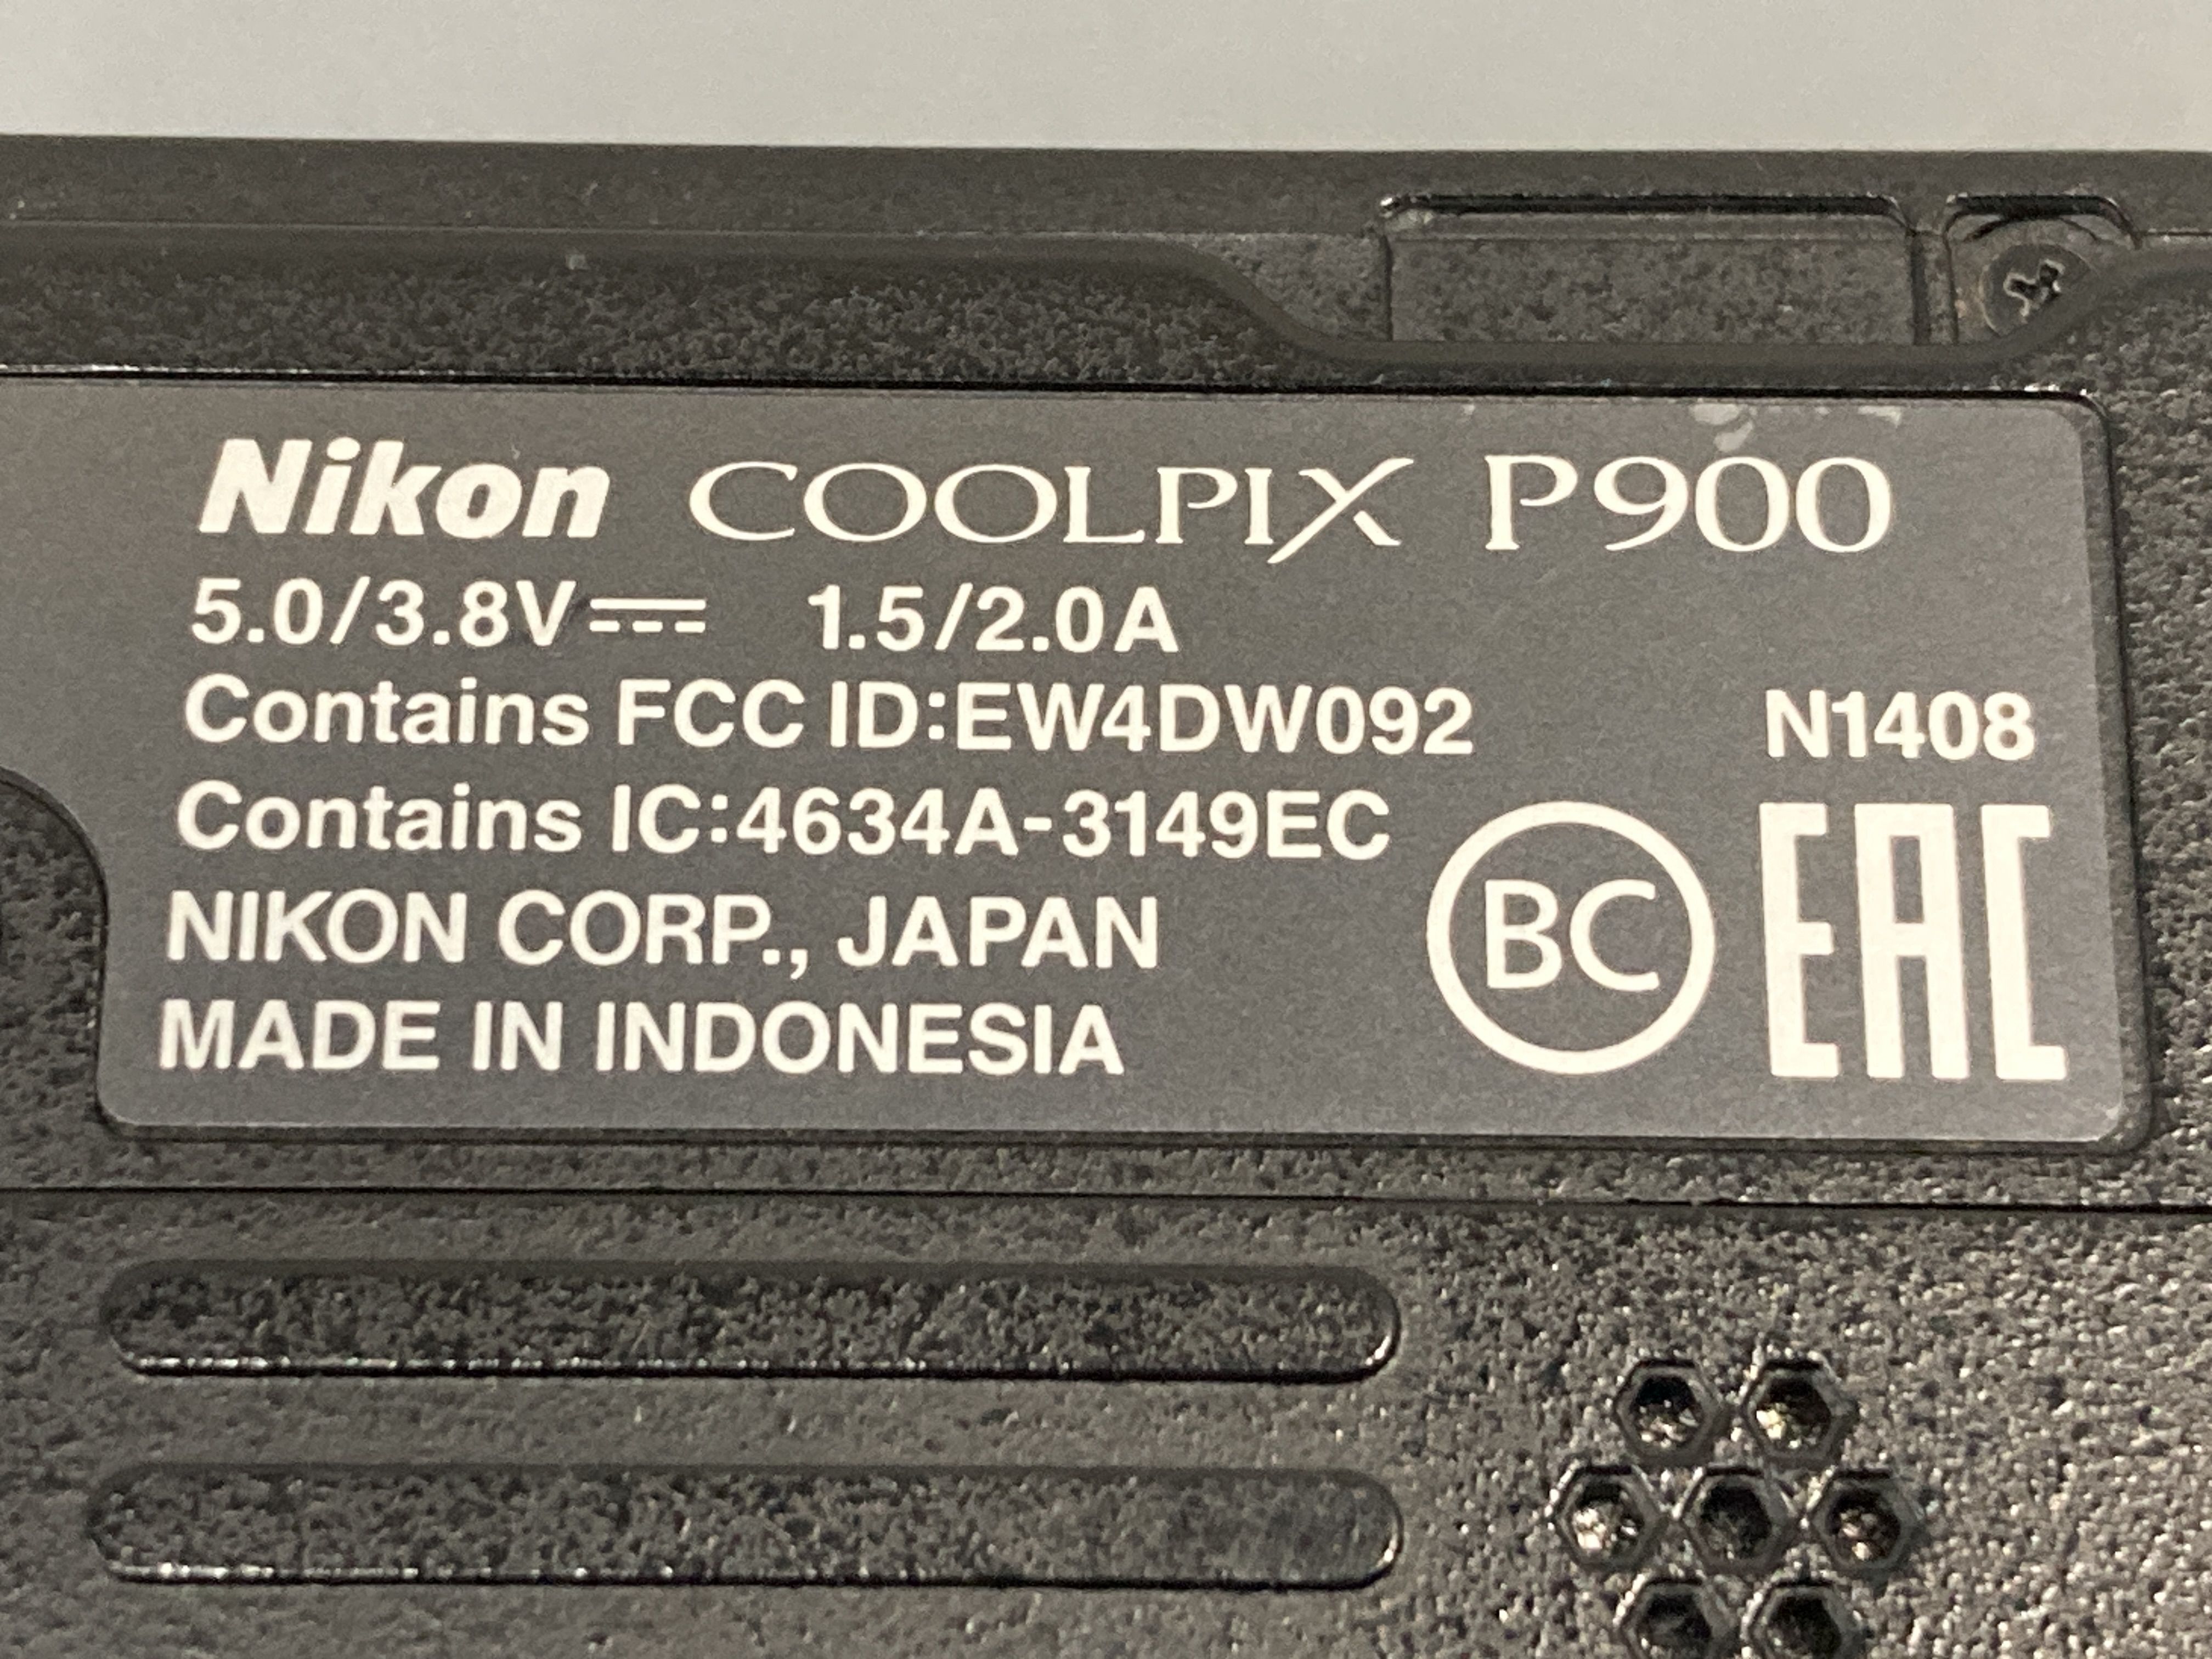 Nikon COOLPIX P900
5.0/3.8V⎓ 1.5/2.0A
Contains FCC ID:EW4DW092 N1408
Contains IC:4634A-3149EC
NIKON CORP., JAPAN
MADE IN INDONESIA
BC EAC